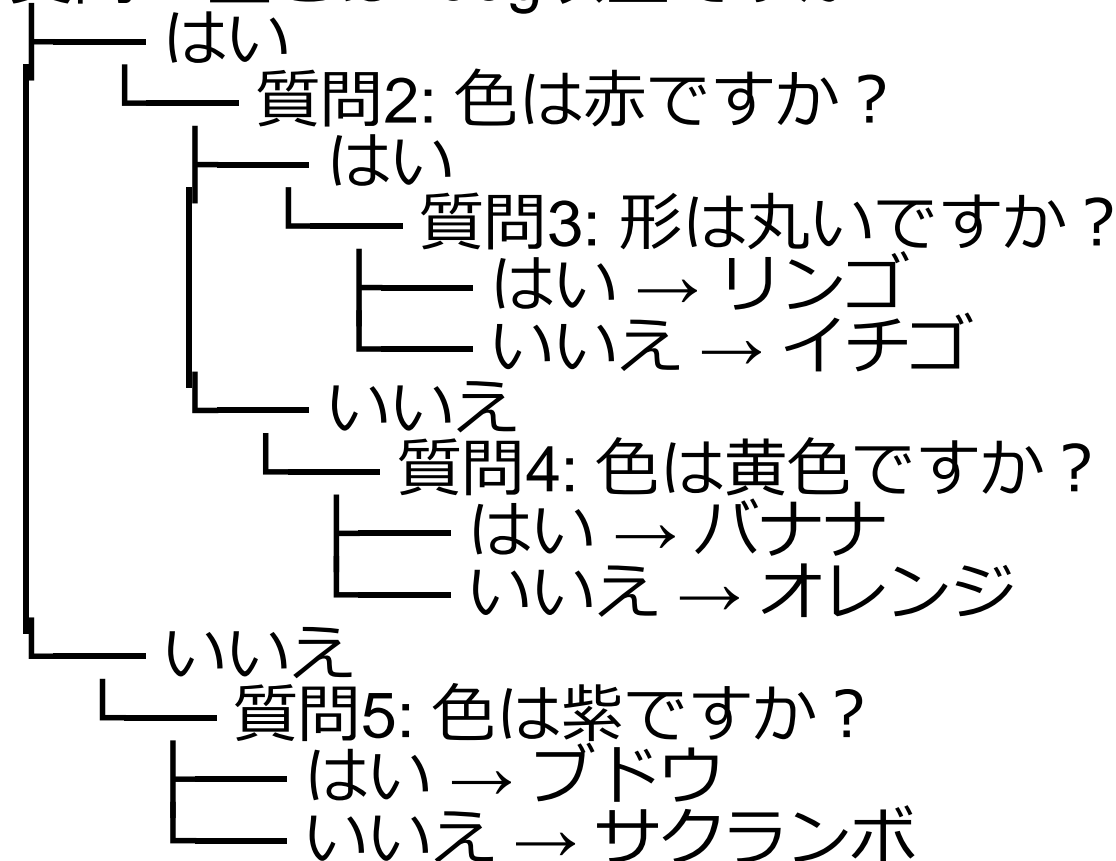 はい
質問2: 色は赤ですか？
はい
質問3: 形は丸いですか？
はい → リンゴ
いいえ → イチゴ
いいえ
質問4: 色は黄色ですか？
はい → バナナ
いいえ → オレンジ
いいえ
質問5: 色は紫ですか？
はい → ブドウ
いいえ → サクランボ